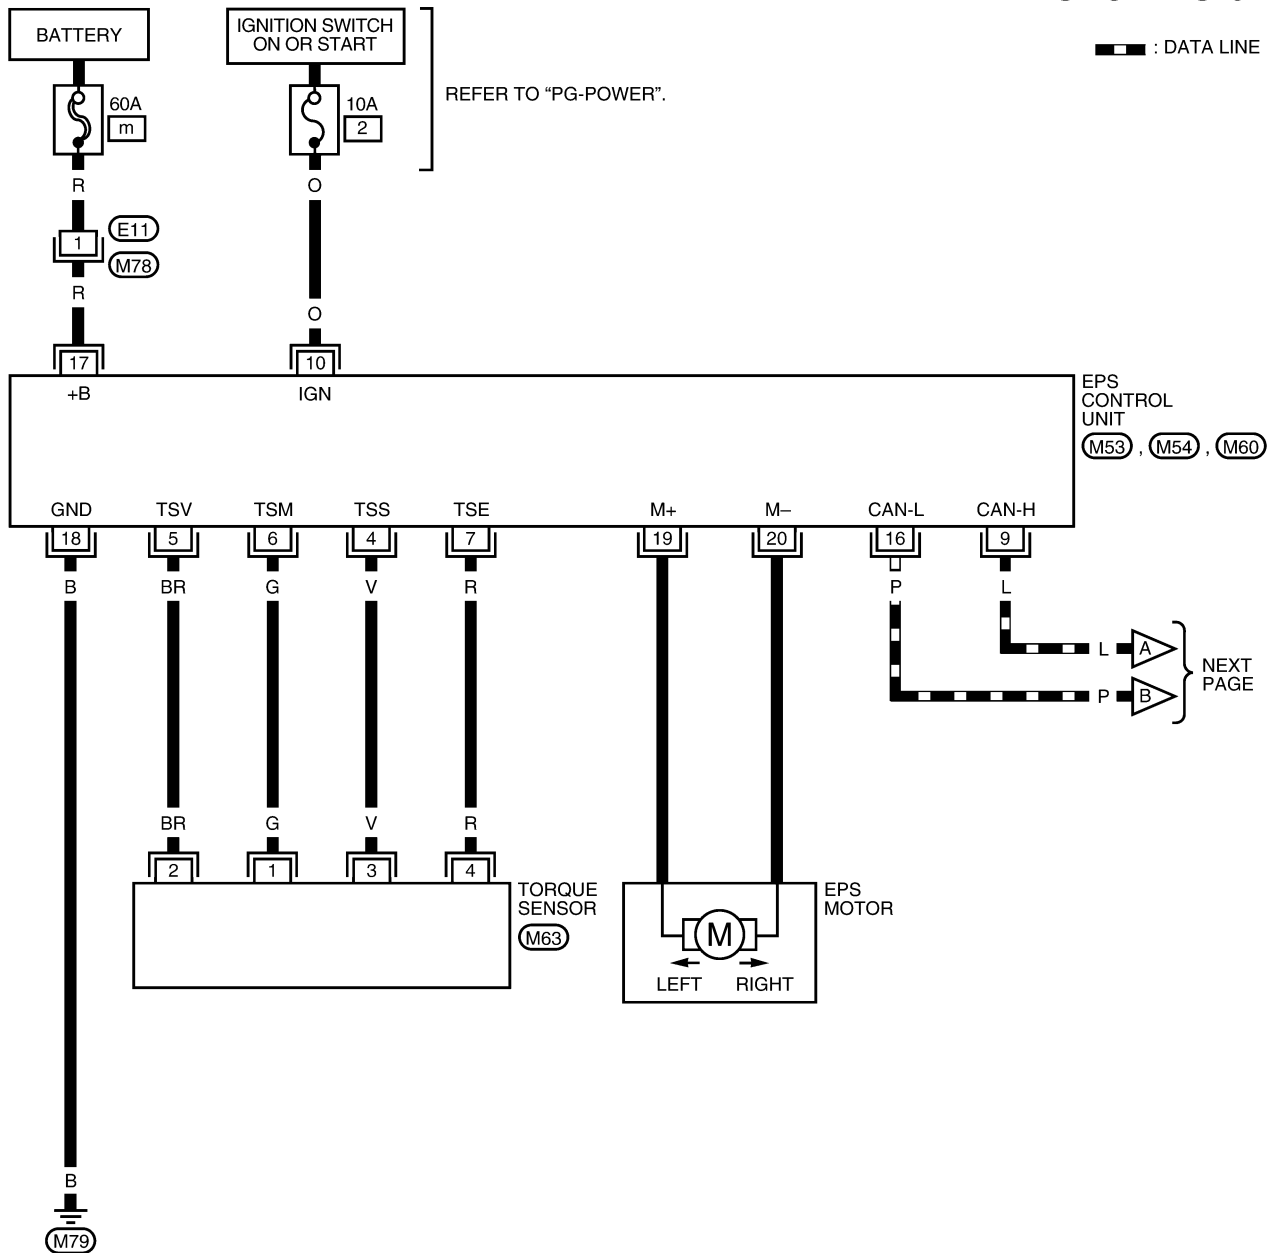 BATTERY
IGNITION SWITCH
ON OR START
: DATA LINE
60A
m
10A
2
REFER TO “PG-POWER”.
R
O
1
E11
M78
R
O
17
10
+B
IGN
EPS
CONTROL
UNIT
M53 , M54 , M60
GND TSV TSM TSS TSE M+ M– CAN-L CAN-H
18 5 6 4 7 19 20 16 9
B BR G V R P L
L A
P B
NEXT
PAGE
BR G V R
2 1 3 4
TORQUE
SENSOR
M63
EPS
MOTOR
M
LEFT RIGHT
B
M79